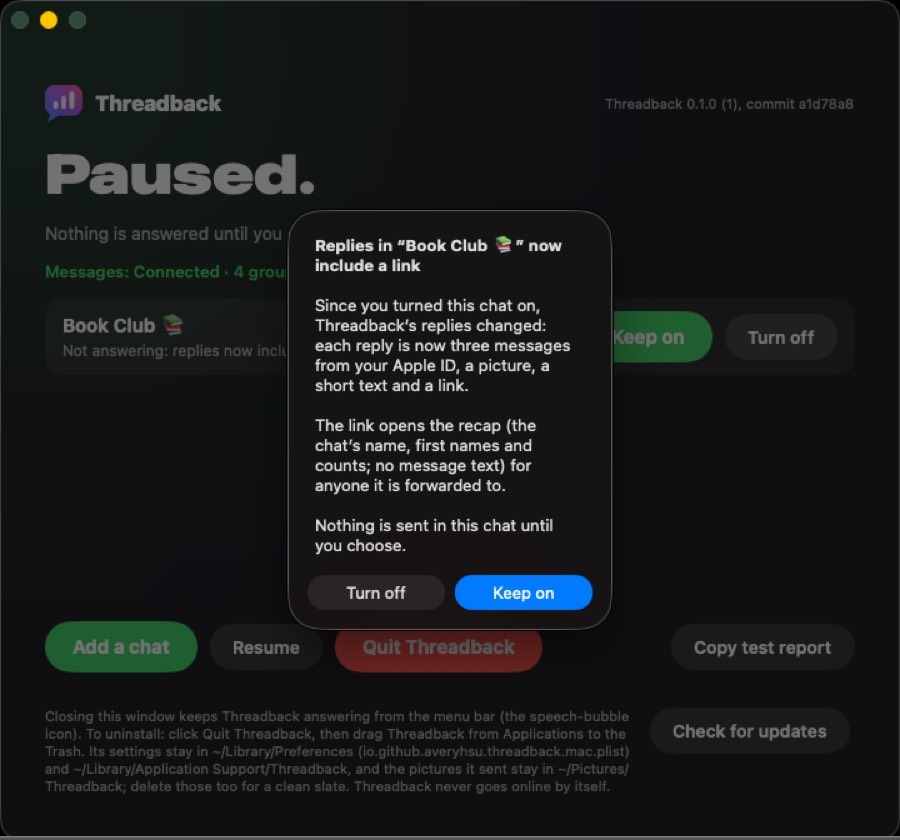 Threadback
Threadback 0.1.0 (1), commit a1d78a8
Paused.
Nothing is answered until you
Messages: Connected · 4 grou
Book Club 📚
Not answering: replies now inclu
Keep on
Turn off
Replies in “Book Club 📚” now
include a link
Since you turned this chat on,
Threadback’s replies changed:
each reply is now three messages
from your Apple ID, a picture, a
short text and a link.
The link opens the recap (the
chat’s name, first names and
counts; no message text) for
anyone it is forwarded to.
Nothing is sent in this chat until
you choose.
Turn off
Keep on
Add a chat
Resume
Quit Threadback
Copy test report
Closing this window keeps Threadback answering from the menu bar (the speech-bubble
icon). To uninstall: click Quit Threadback, then drag Threadback from Applications to the
Trash. Its settings stay in ~/Library/Preferences (io.github.averyhsu.threadback.mac.plist)
and ~/Library/Application Support/Threadback, and the pictures it sent stay in ~/Pictures/
Threadback; delete those too for a clean slate. Threadback never goes online by itself.
Check for updates